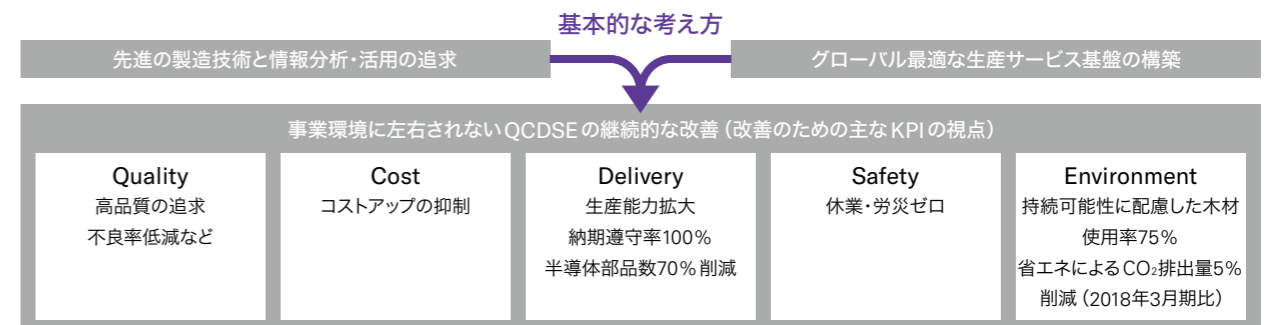 基本的な考え方
先進の製造技術と情報分析・活用の追求
グローバル最適な生産サービス基盤の構築
事業環境に左右されないQCDSEの継続的な改善（改善のための主なKPIの視点）
Quality
高品質の追求
不良率低減など
Cost
コストアップの抑制
Delivery
生産能力拡大
納期遵守率100％
半導体部品数70％削減
Safety
休業・労災ゼロ
Environment
持続可能性に配慮した木材
使用率75％
省エネによるCO₂排出量5％
削減（2018年3月期比）